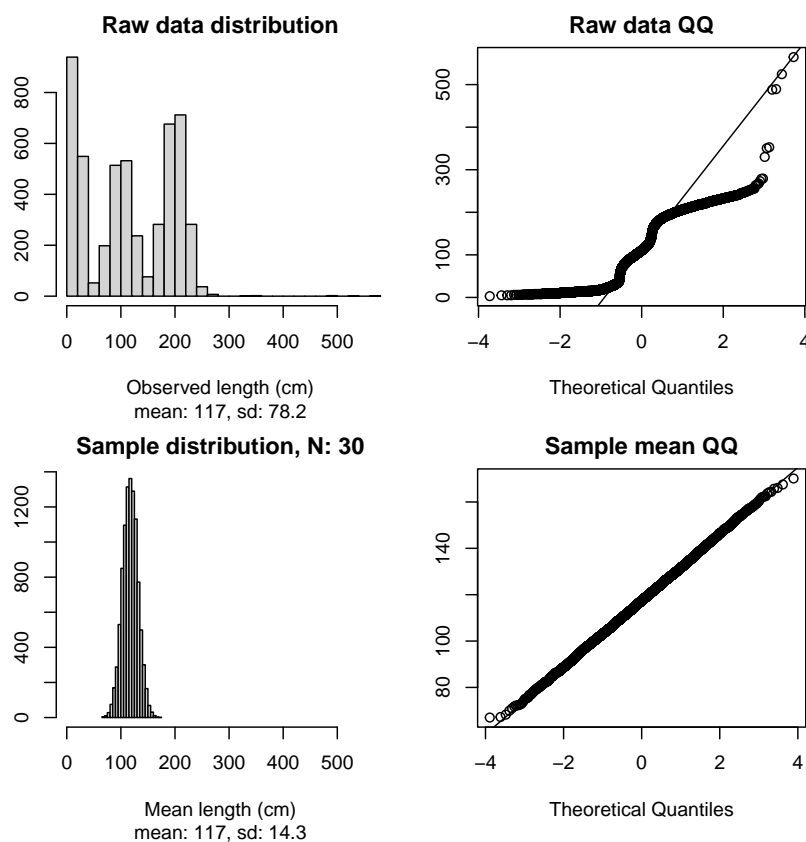 Raw data distribution
0 200 400 600 800
0 100 200 300 400 500
Observed length (cm)
mean: 117, sd: 78.2
Raw data QQ
0 100 300 500
−4 −2 0 2 4
Theoretical Quantiles
Sample distribution, N: 30
0 400 800 1200
0 100 200 300 400 500
Mean length (cm)
mean: 117, sd: 14.3
Sample mean QQ
80 100 140
−4 −2 0 2 4
Theoretical Quantiles